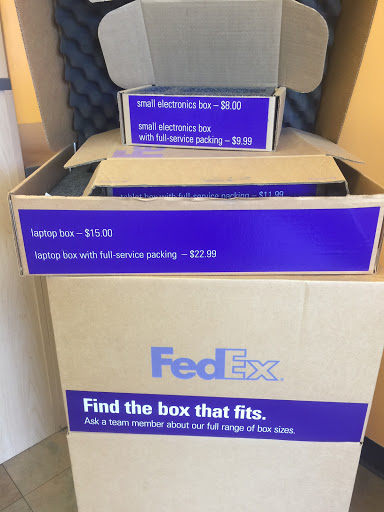 small electronics box – $8.00
small electronics box
with full-service packing – $9.99
tablet box with full-service packing – $11.99
laptop box – $15.00
laptop box with full-service packing – $22.99
FedEx
Find the box that fits.
Ask a team member about our full range of box sizes.